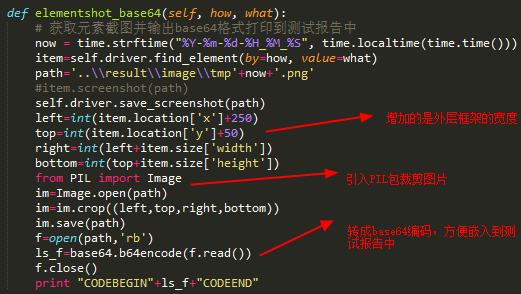 def elementshot_base64(self, how, what):
# 获取元素截图并输出base64格式打印到测试报告中
now = time.strftime("%Y-%m-%d-%H_%M_%S", time.localtime(time.time()))
item=self.driver.find_element(by=how, value=what)
path='..\\result\\image\\tmp'+now+'.png'
#item.screenshot(path)
self.driver.save_screenshot(path)
left=int(item.location['x']+250)
top=int(item.location['y']+50)
增加的是外层框架的宽度
right=int(left+item.size['width'])
bottom=int(top+item.size['height'])
from PIL import Image
引入PIL包裁剪图片
im=Image.open(path)
im=im.crop((left,top,right,bottom))
im.save(path)
f=open(path,'rb')
转成base64编码，方便嵌入到测
试报告中
ls_f=base64.b64encode(f.read())
f.close()
print "CODEBEGIN"+ls_f+"CODEEND"